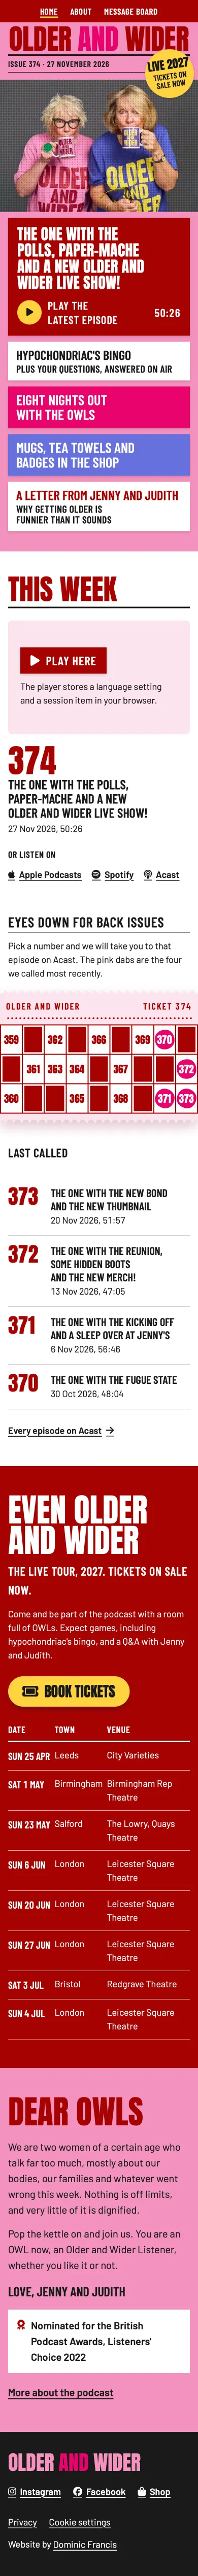 HOME ABOUT MESSAGE BOARD
OLDER AND WIDER
ISSUE 374 · 27 NOVEMBER 2026
LIVE 2027
TICKETS ON
SALE NOW
OLDER AND
WIDER
THE ONE WITH THE
POLLS, PAPER-MACHE
AND A NEW OLDER AND
WIDER LIVE SHOW!
PLAY THE
LATEST EPISODE
50:26
HYPOCHONDRIAC'S BINGO
PLUS YOUR QUESTIONS, ANSWERED ON AIR
EIGHT NIGHTS OUT
WITH THE OWLS
MUGS, TEA TOWELS AND
BADGES IN THE SHOP
A LETTER FROM JENNY AND JUDITH
WHY GETTING OLDER IS
FUNNIER THAN IT SOUNDS
THIS WEEK
PLAY HERE
The player stores a language setting
and a session item in your browser.
374
THE ONE WITH THE POLLS,
PAPER-MACHE AND A NEW
OLDER AND WIDER LIVE SHOW!
27 Nov 2026, 50:26
OR LISTEN ON
Apple Podcasts Spotify Acast
EYES DOWN FOR BACK ISSUES
Pick a number and we will take you to that
episode on Acast. The pink dabs are the four
we called most recently.
OLDER AND WIDER TICKET 374
359 362 366 369 370
361 363 364 367 372
360 365 368 371 373
LAST CALLED
373
THE ONE WITH THE NEW BOND
AND THE NEW THUMBNAIL
20 Nov 2026, 51:57
372
THE ONE WITH THE REUNION,
SOME HIDDEN BOOTS
AND THE NEW MERCH!
13 Nov 2026, 47:05
371
THE ONE WITH THE KICKING OFF
AND A SLEEP OVER AT JENNY'S
6 Nov 2026, 56:46
370
THE ONE WITH THE FUGUE STATE
30 Oct 2026, 48:04
Every episode on Acast
EVEN OLDER
AND WIDER
THE LIVE TOUR, 2027. TICKETS ON SALE
NOW.
Come and be part of the podcast with a room
full of OWLs. Expect games, including
hypochondriac's bingo, and a Q&A with Jenny
and Judith.
BOOK TICKETS
DATE TOWN VENUE
SUN 25 APR Leeds City Varieties
SAT 1 MAY Birmingham Birmingham Rep
Theatre
SUN 23 MAY Salford The Lowry, Quays
Theatre
SUN 6 JUN London Leicester Square
Theatre
SUN 20 JUN London Leicester Square
Theatre
SUN 27 JUN London Leicester Square
Theatre
SAT 3 JUL Bristol Redgrave Theatre
SUN 4 JUL London Leicester Square
Theatre
DEAR OWLS
We are two women of a certain age who
talk far too much, mostly about our
bodies, our families and whatever went
wrong this week. Nothing is off limits,
and very little of it is dignified.
Pop the kettle on and join us. You are an
OWL now, an Older and Wider Listener,
whether you like it or not.
LOVE, JENNY AND JUDITH
Nominated for the British
Podcast Awards, Listeners'
Choice 2022
More about the podcast
OLDER AND WIDER
Instagram Facebook Shop
Privacy Cookie settings
Website by Dominic Francis